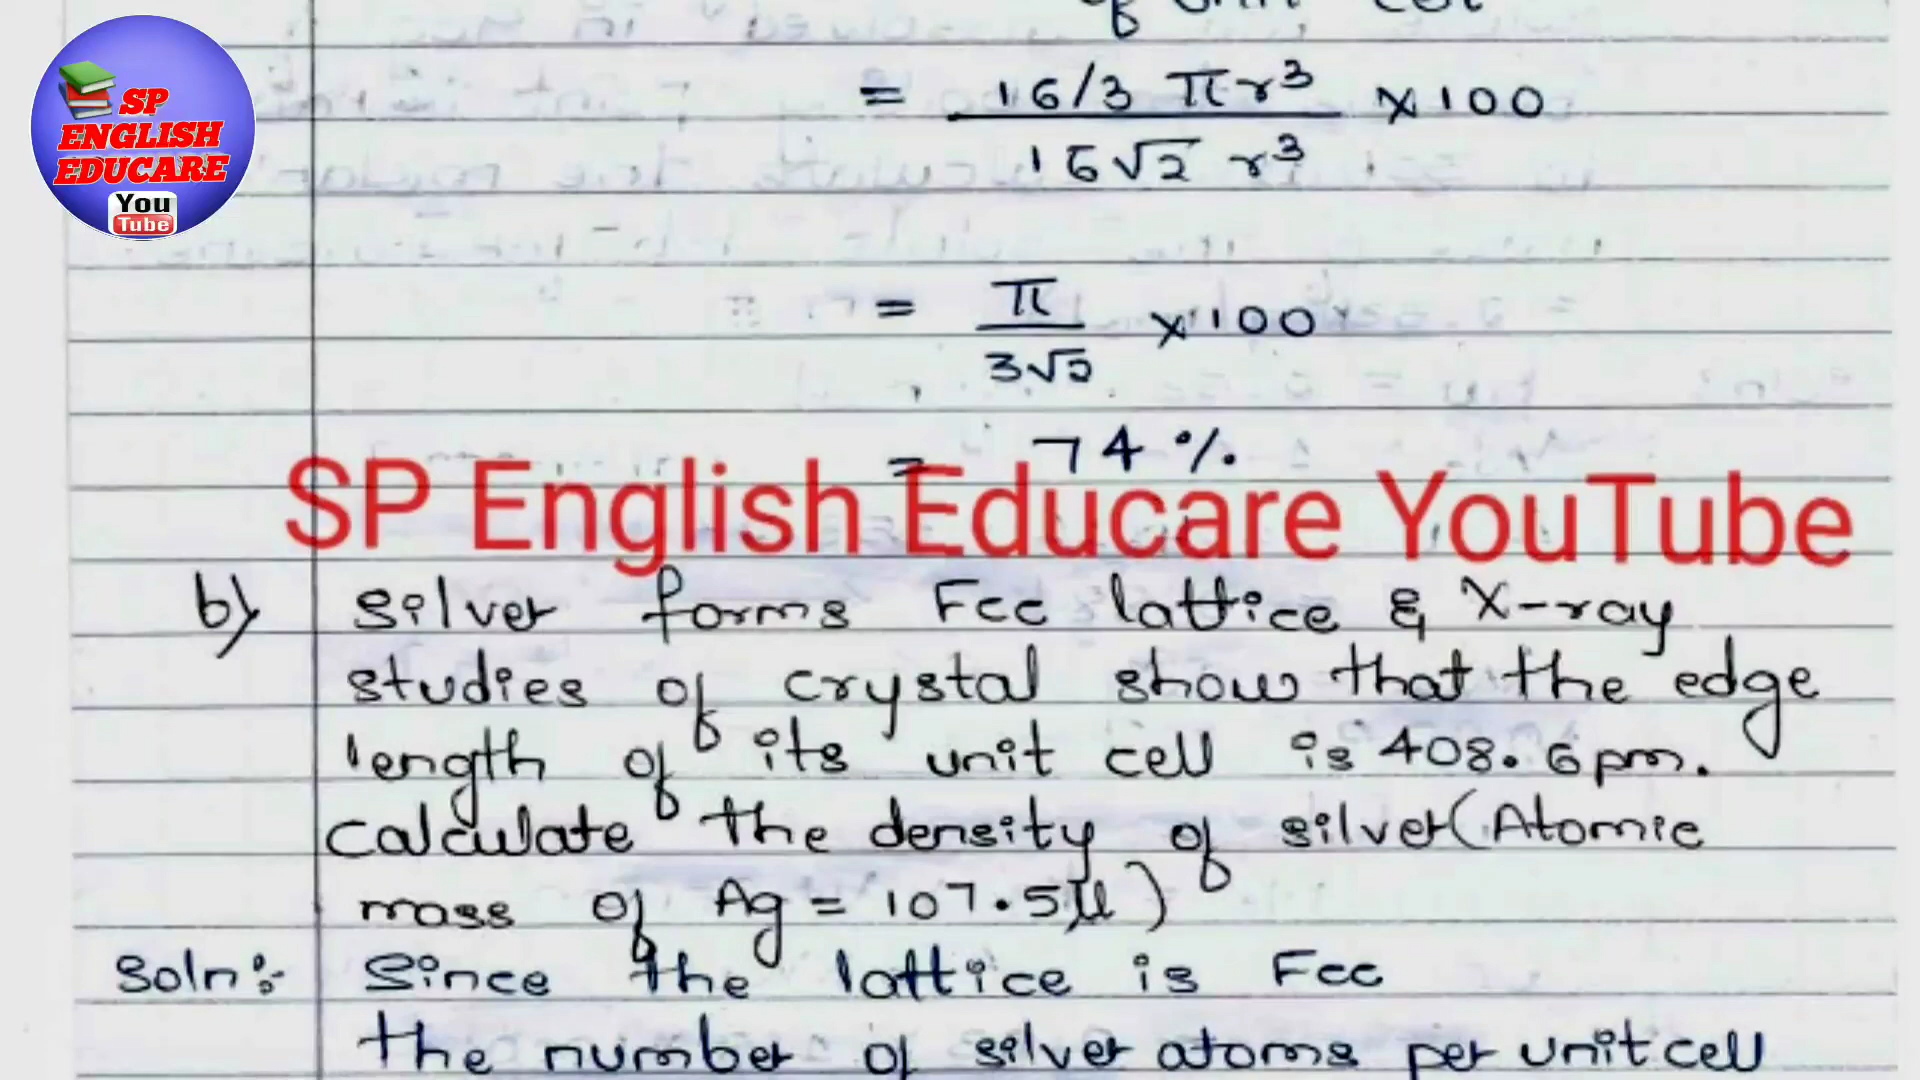 SP
ENGLISH
EDUCARE
You
Tube
of unit cell
= 16/3 πr³ / 16√2 r³ ×100
= π / 3√2 ×100
= 74 %.
SP English Educare YouTube
b) silver forms Fcc lattice & X-ray
studies of crystal show that the edge
length of its unit cell is 408.6pm.
calculate the density of silver(Atomic
mass of Ag = 107.5u)
Soln:- Since the lattice is Fcc
the number of silver atoms per unit cell